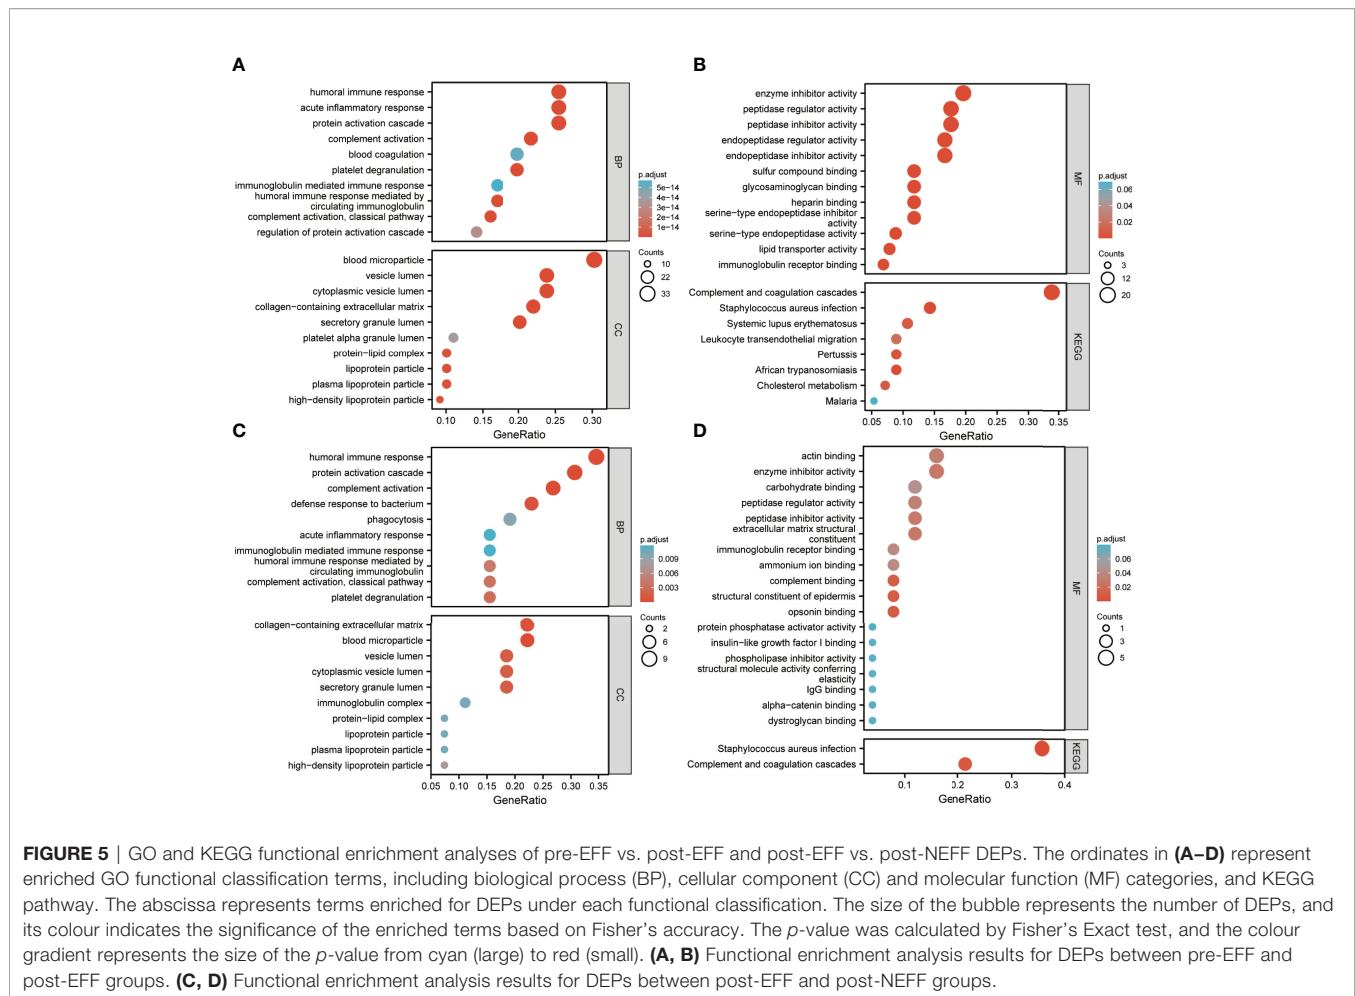 A
humoral immune response
acute inflammatory response
protein activation cascade
complement activation
blood coagulation
platelet degranulation
immunoglobulin mediated immune response
humoral immune response mediated by
circulating immunoglobulin
complement activation, classical pathway
regulation of protein activation cascade
BP
blood microparticle
vesicle lumen
cytoplasmic vesicle lumen
collagen-containing extracellular matrix
secretory granule lumen
platelet alpha granule lumen
protein-lipid complex
lipoprotein particle
plasma lipoprotein particle
high-density lipoprotein particle
CC
0.10 0.15 0.20 0.25 0.30
GeneRatio
p.adjust
5e-14
4e-14
3e-14
2e-14
1e-14
Counts
10
22
33
B
enzyme inhibitor activity
peptidase regulator activity
peptidase inhibitor activity
endopeptidase regulator activity
endopeptidase inhibitor activity
sulfur compound binding
glycosaminoglycan binding
heparin binding
serine-type endopeptidase inhibitor
activity
serine-type endopeptidase activity
lipid transporter activity
immunoglobulin receptor binding
MF
Complement and coagulation cascades
Staphylococcus aureus infection
Systemic lupus erythematosus
Leukocyte transendothelial migration
Pertussis
African trypanosomiasis
Cholesterol metabolism
Malaria
KEGG
0.05 0.10 0.15 0.20 0.25 0.30 0.35
GeneRatio
p.adjust
0.06
0.04
0.02
Counts
3
12
20
C
humoral immune response
protein activation cascade
complement activation
defense response to bacterium
phagocytosis
acute inflammatory response
immunoglobulin mediated immune response
humoral immune response mediated by
circulating immunoglobulin
complement activation, classical pathway
platelet degranulation
BP
collagen-containing extracellular matrix
blood microparticle
vesicle lumen
cytoplasmic vesicle lumen
secretory granule lumen
immunoglobulin complex
protein-lipid complex
lipoprotein particle
plasma lipoprotein particle
high-density lipoprotein particle
CC
0.05 0.10 0.15 0.20 0.25 0.30 0.35
GeneRatio
p.adjust
0.009
0.006
0.003
Counts
2
6
9
D
actin binding
enzyme inhibitor activity
carbohydrate binding
peptidase regulator activity
peptidase inhibitor activity
extracellular matrix structural
constituent
immunoglobulin receptor binding
ammonium ion binding
complement binding
structural constituent of epidermis
opsonin binding
protein phosphatase activator activity
insulin-like growth factor I binding
phospholipase inhibitor activity
structural molecule activity conferring
elasticity
IgG binding
alpha-catenin binding
dystroglycan binding
MF
Staphylococcus aureus infection
Complement and coagulation cascades
KEGG
0.1 0.2 0.3 0.4
GeneRatio
p.adjust
0.06
0.04
0.02
Counts
1
3
5
FIGURE 5 | GO and KEGG functional enrichment analyses of pre-EFF vs. post-EFF and post-EFF vs. post-NEFF DEPs. The ordinates in (A–D) represent
enriched GO functional classification terms, including biological process (BP), cellular component (CC) and molecular function (MF) categories, and KEGG
pathway. The abscissa represents terms enriched for DEPs under each functional classification. The size of the bubble represents the number of DEPs, and
its colour indicates the significance of the enriched terms based on Fisher's accuracy. The p-value was calculated by Fisher's Exact test, and the colour
gradient represents the size of the p-value from cyan (large) to red (small). (A, B) Functional enrichment analysis results for DEPs between pre-EFF and
post-EFF groups. (C, D) Functional enrichment analysis results for DEPs between post-EFF and post-NEFF groups.